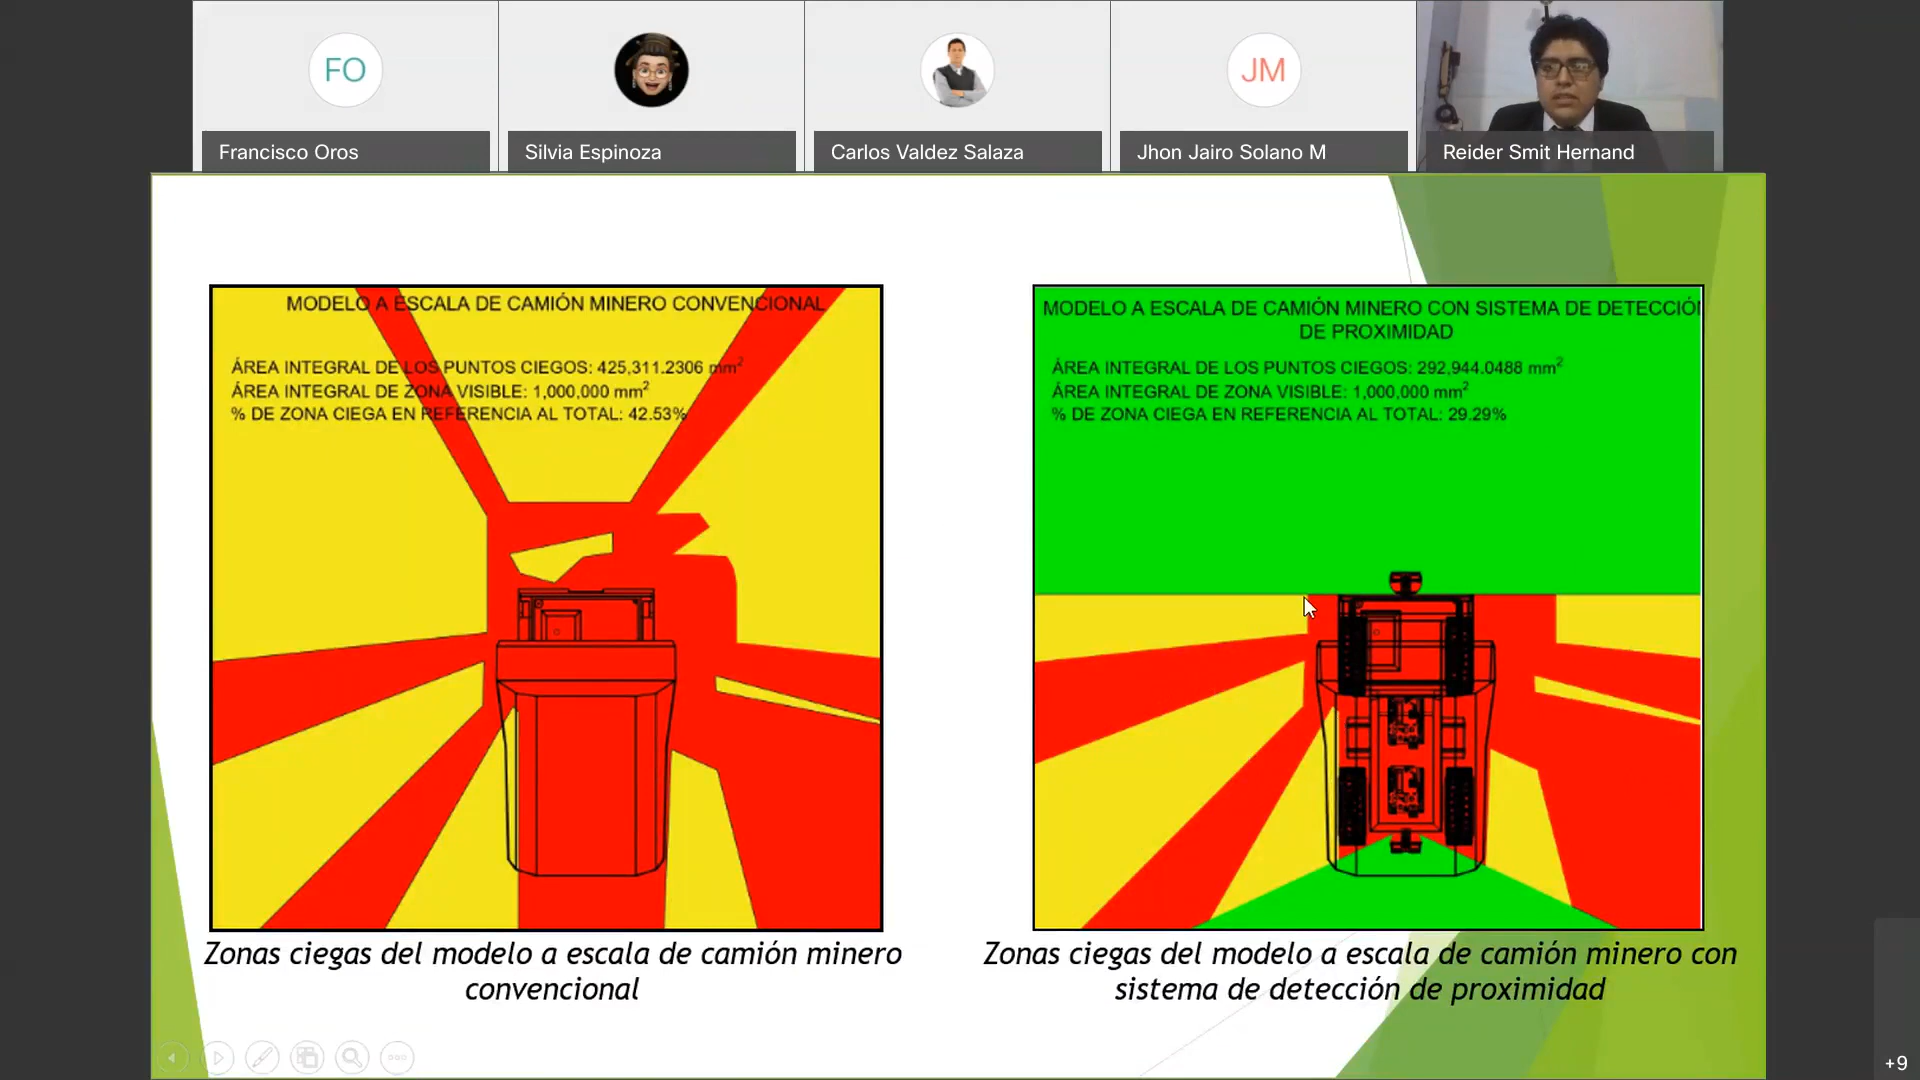 FO
JM
Francisco Oros
Silvia Espinoza
Carlos Valdez Salaza
Jhon Jairo Solano M
Reider Smit Hernand
MODELO A ESCALA DE CAMIÓN MINERO CONVENCIONAL
ÁREA INTEGRAL DE LOS PUNTOS CIEGOS: 425,311.2306 mm²
ÁREA INTEGRAL DE ZONA VISIBLE: 1,000,000 mm²
% DE ZONA CIEGA EN REFERENCIA AL TOTAL: 42.53%
Zonas ciegas del modelo a escala de camión minero
convencional
MODELO A ESCALA DE CAMIÓN MINERO CON SISTEMA DE DETECCIÓN
DE PROXIMIDAD
ÁREA INTEGRAL DE LOS PUNTOS CIEGOS: 292,944.0488 mm²
ÁREA INTEGRAL DE ZONA VISIBLE: 1,000,000 mm²
% DE ZONA CIEGA EN REFERENCIA AL TOTAL: 29.29%
Zonas ciegas del modelo a escala de camión minero con
sistema de detección de proximidad
+9